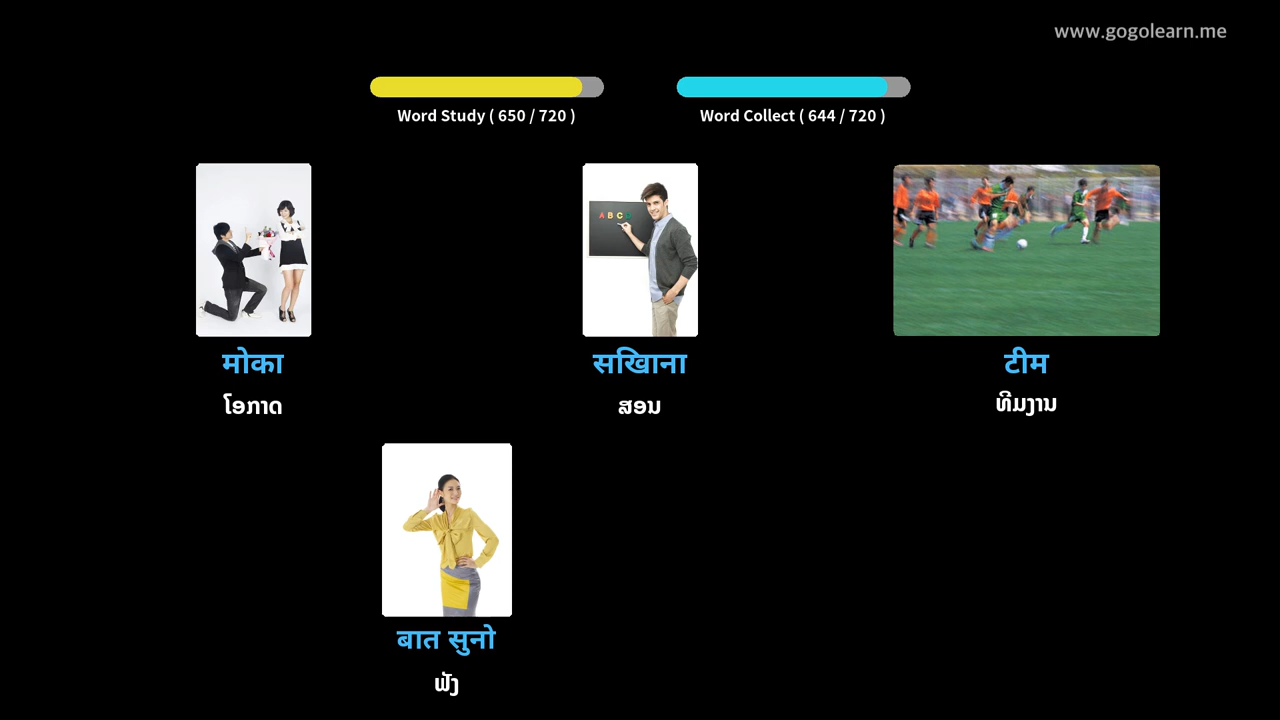 www.gogolearn.me
Word Study ( 650 / 720 )
Word Collect ( 644 / 720 )
मोका
सखिाना
टीम
ໂອກາດ
ສອນ
ທີມງານ
बात सुनो
ຟັງ